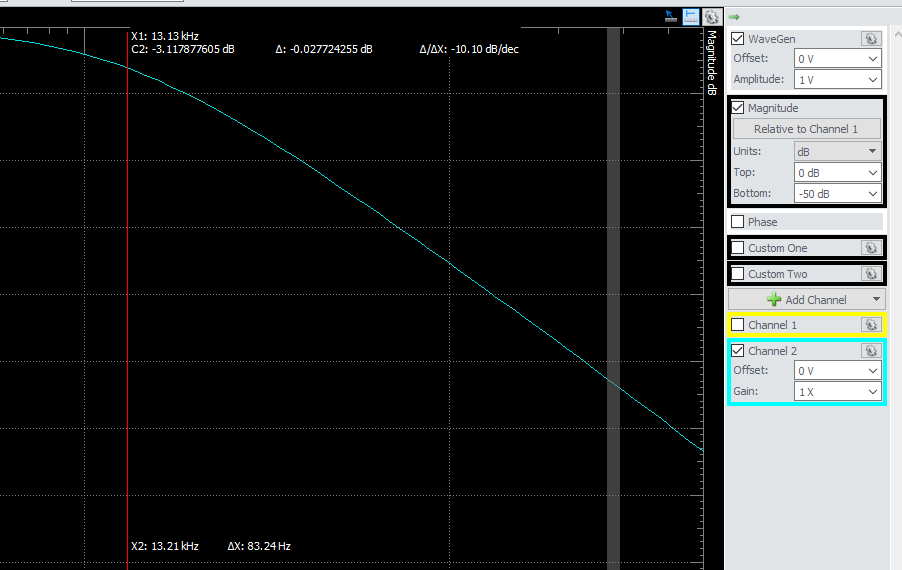 X1: 13.13 kHz
C2: -3.117877605 dB Δ: -0.027724255 dB Δ/ΔX: -10.10 dB/dec
X2: 13.21 kHz ΔX: 83.24 Hz
Magnitude dB
WaveGen
Offset: 0 V
Amplitude: 1 V
Magnitude
Relative to Channel 1
Units: dB
Top: 0 dB
Bottom: -50 dB
Phase
Custom One
Custom Two
Add Channel
Channel 1
Channel 2
Offset: 0 V
Gain: 1 X